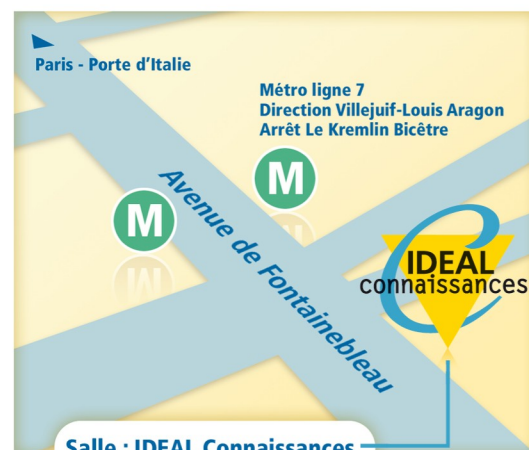 Paris - Porte d'Italie
Métro ligne 7
Direction Villejuif-Louis Aragon
Arrêt Le Kremlin Bicêtre
M
M
Avenue de Fontainebleau
IDEAL
connaissances
Salle : IDEAL Connaissances